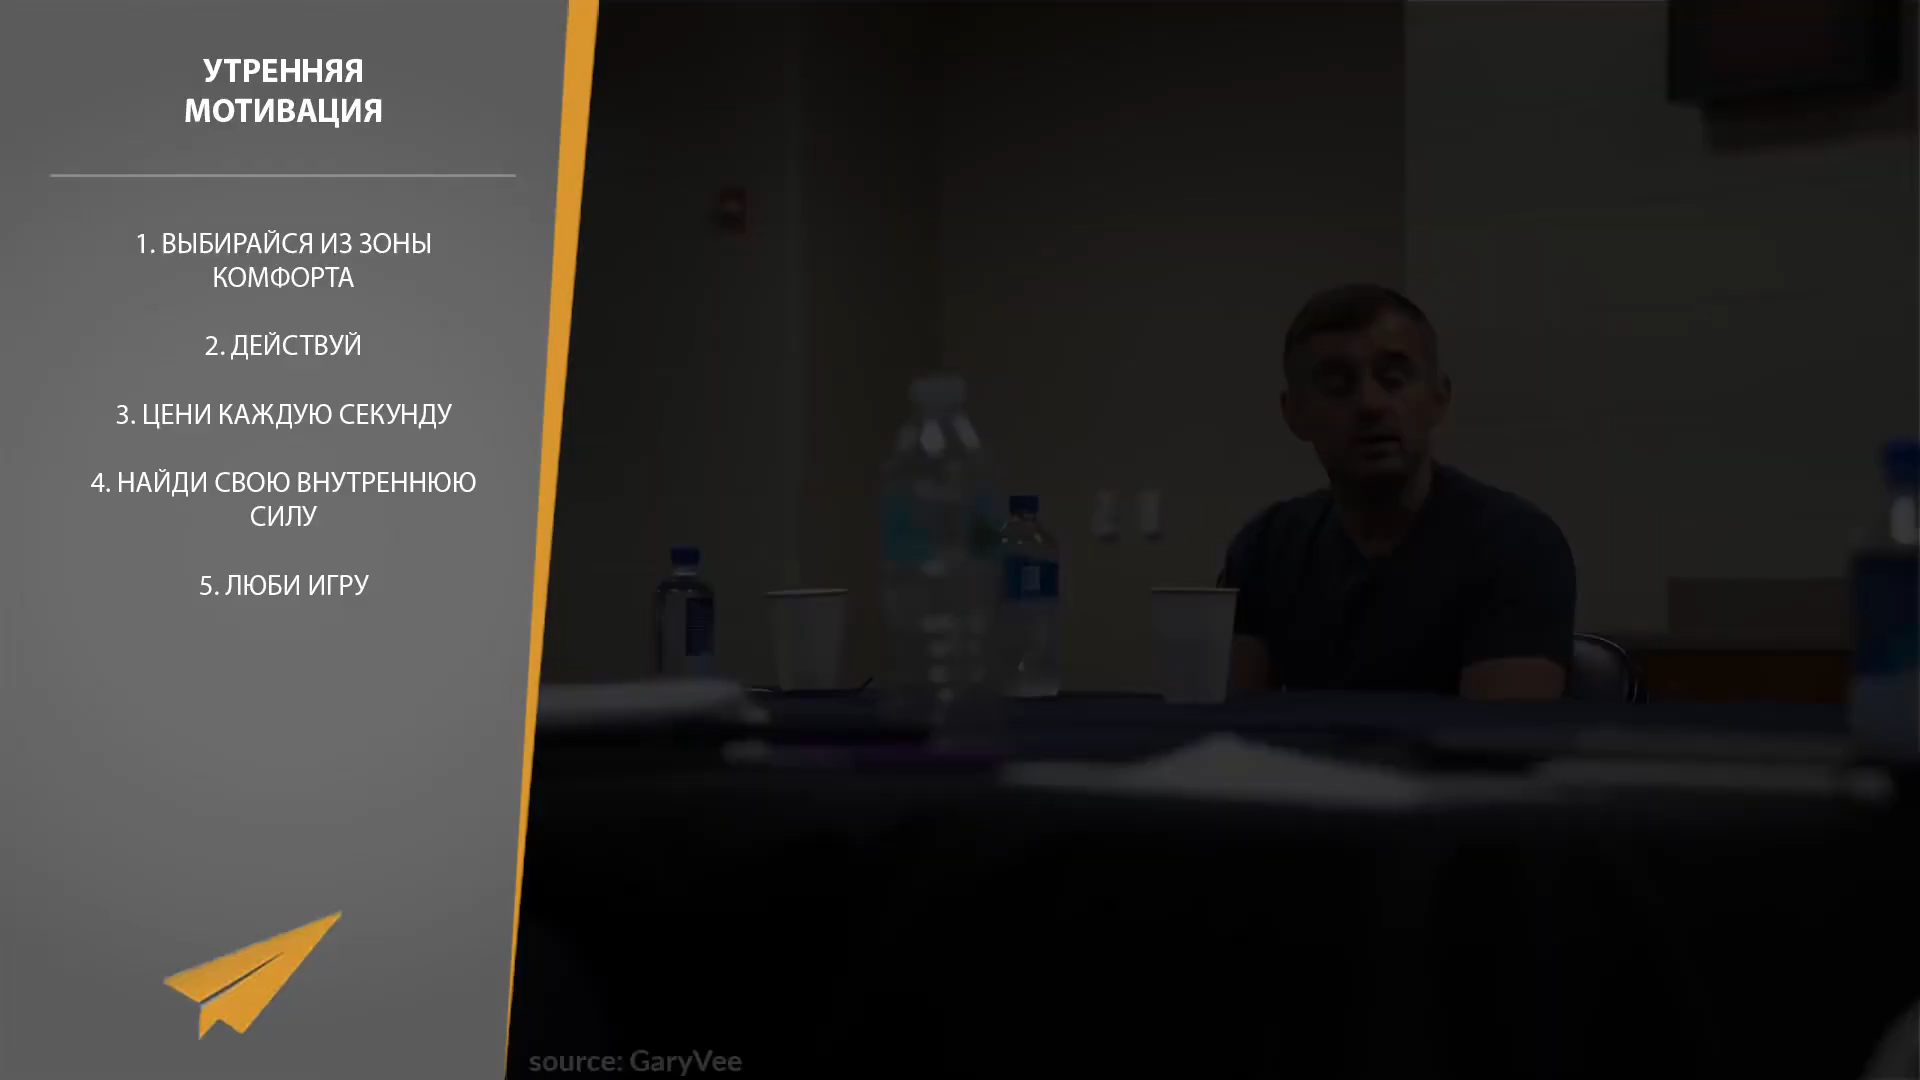 УТРЕННЯЯ
МОТИВАЦИЯ
1. ВЫБИРАЙСЯ ИЗ ЗОНЫ
КОМФОРТА
2. ДЕЙСТВУЙ
3. ЦЕНИ КАЖДУЮ СЕКУНДУ
4. НАЙДИ СВОЮ ВНУТРЕННЮЮ
СИЛУ
5. ЛЮБИ ИГРУ
source: GaryVee